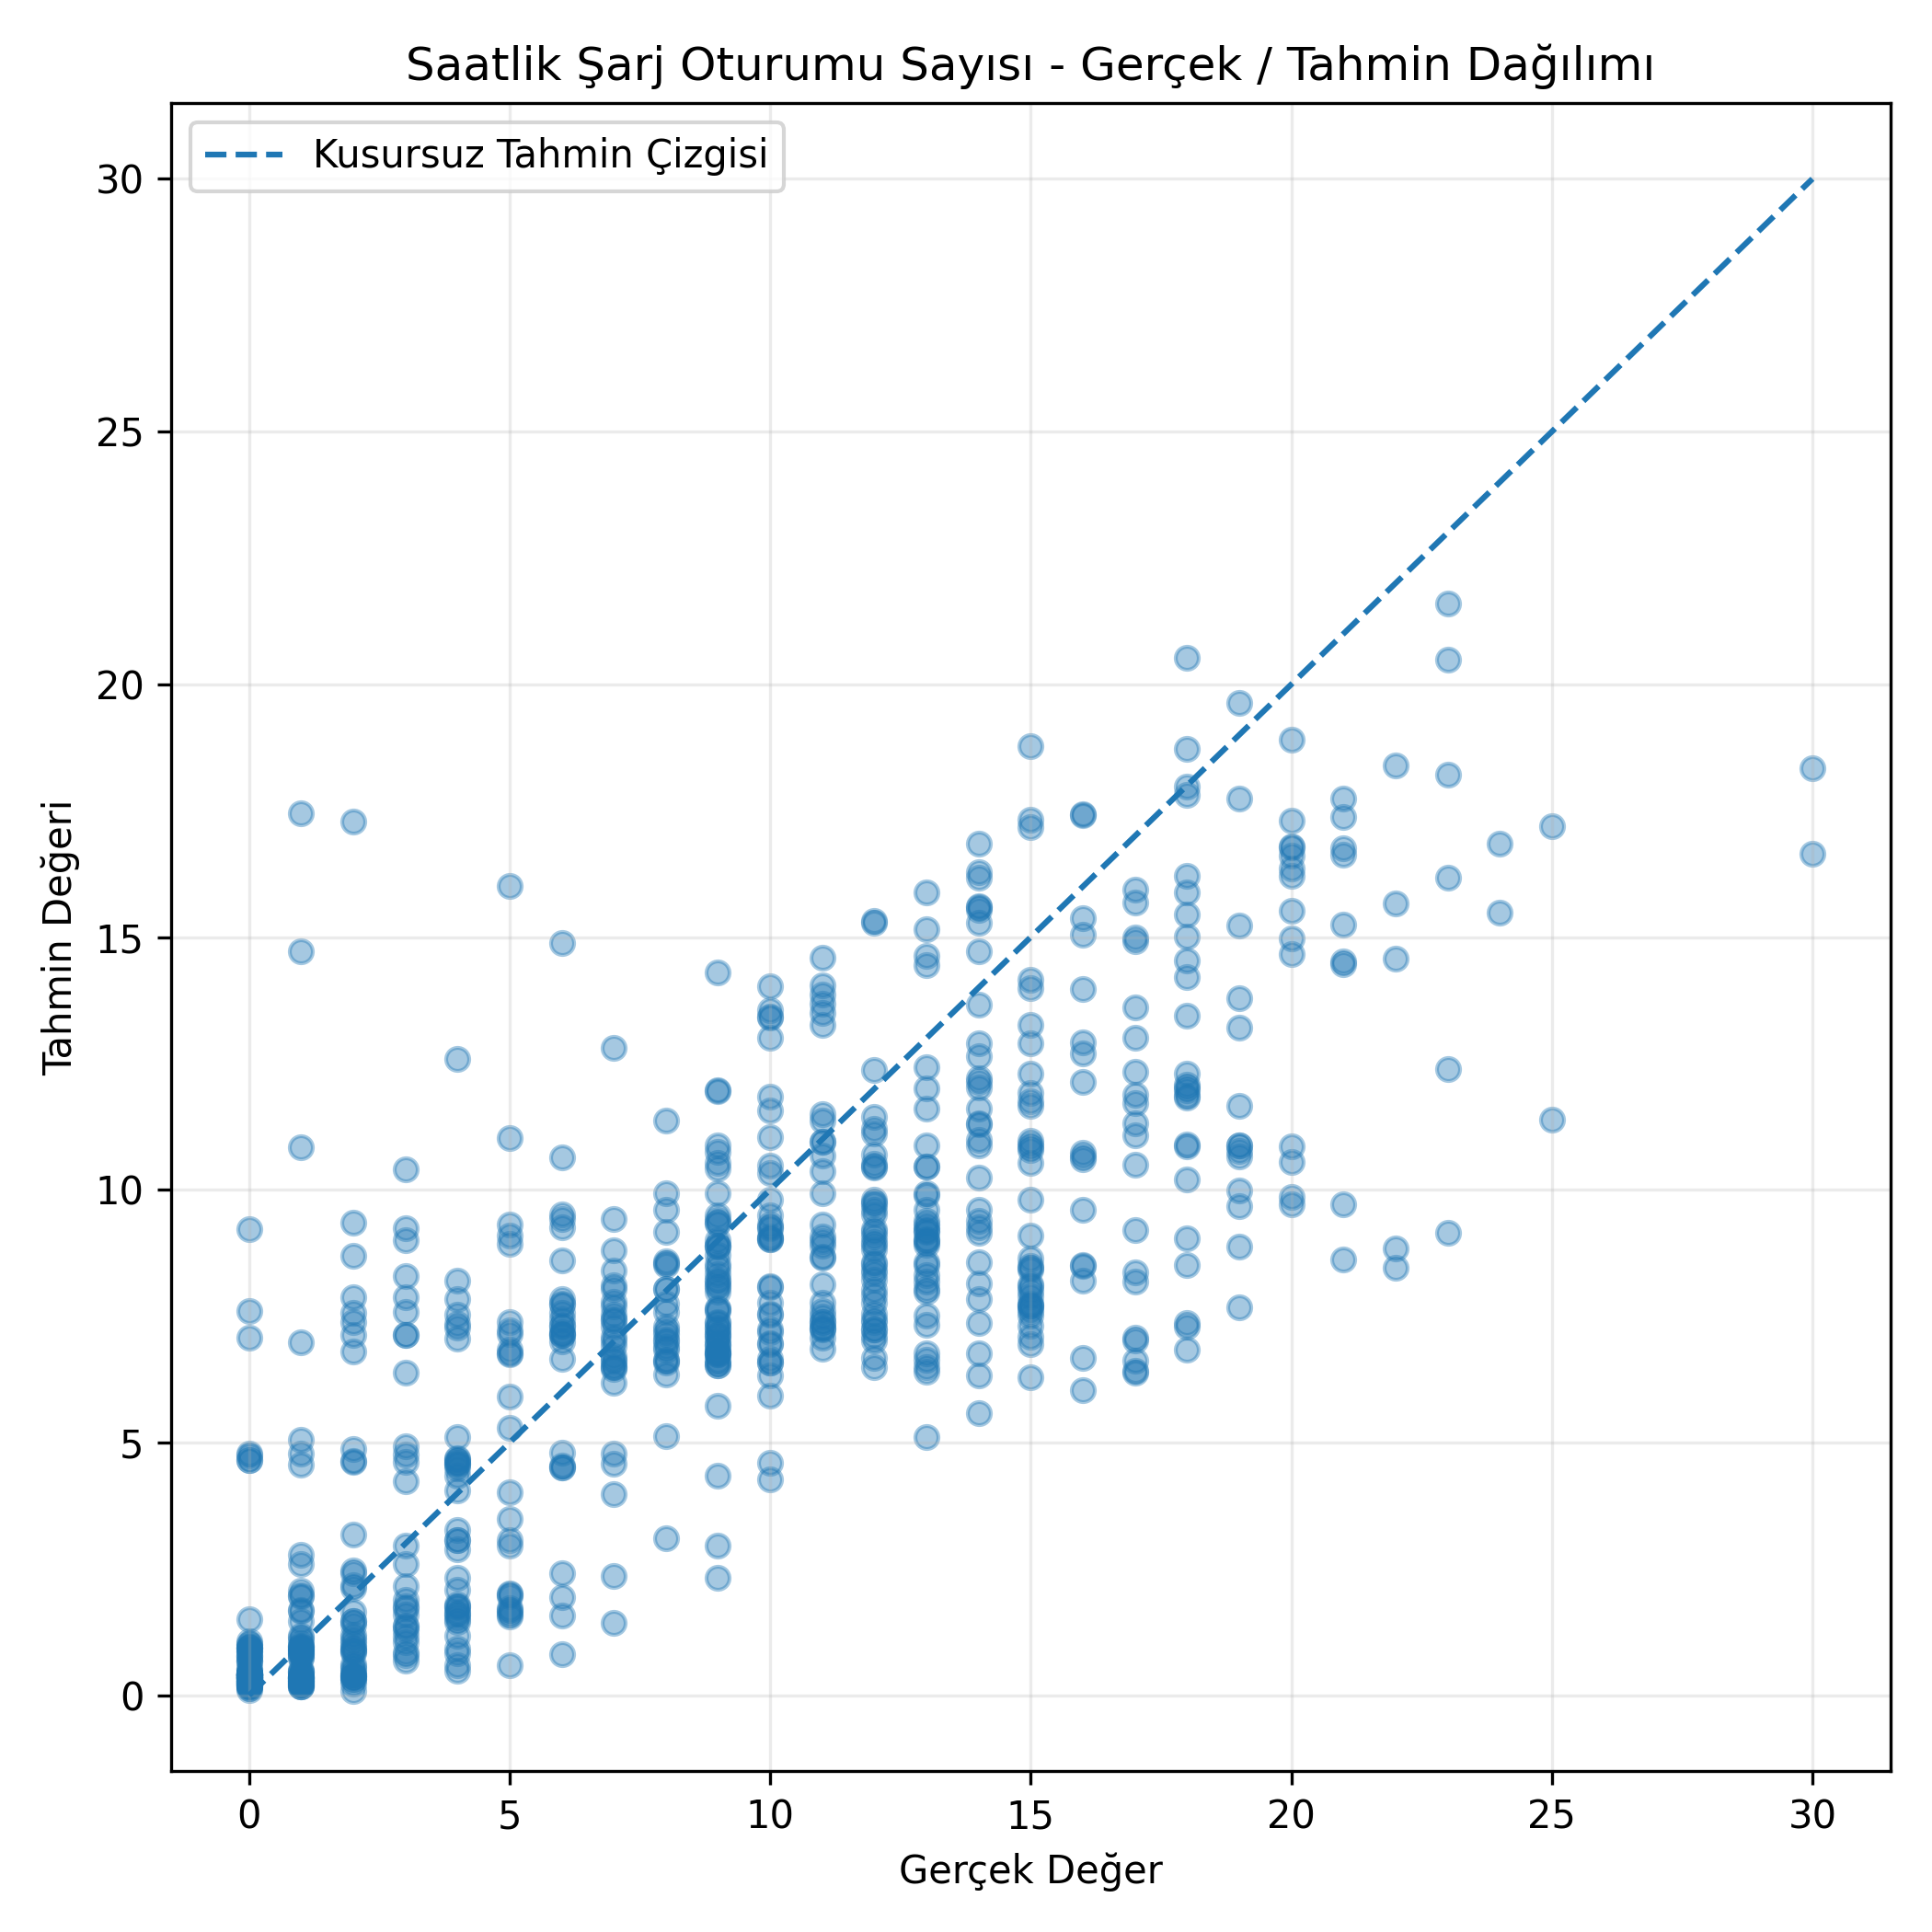 Saatlik Şarj Oturumu Sayısı - Gerçek / Tahmin Dağılımı
Kusursuz Tahmin Çizgisi
30
25
20
15
10
5
0
Tahmin Değeri
0 5 10 15 20 25 30
Gerçek Değer